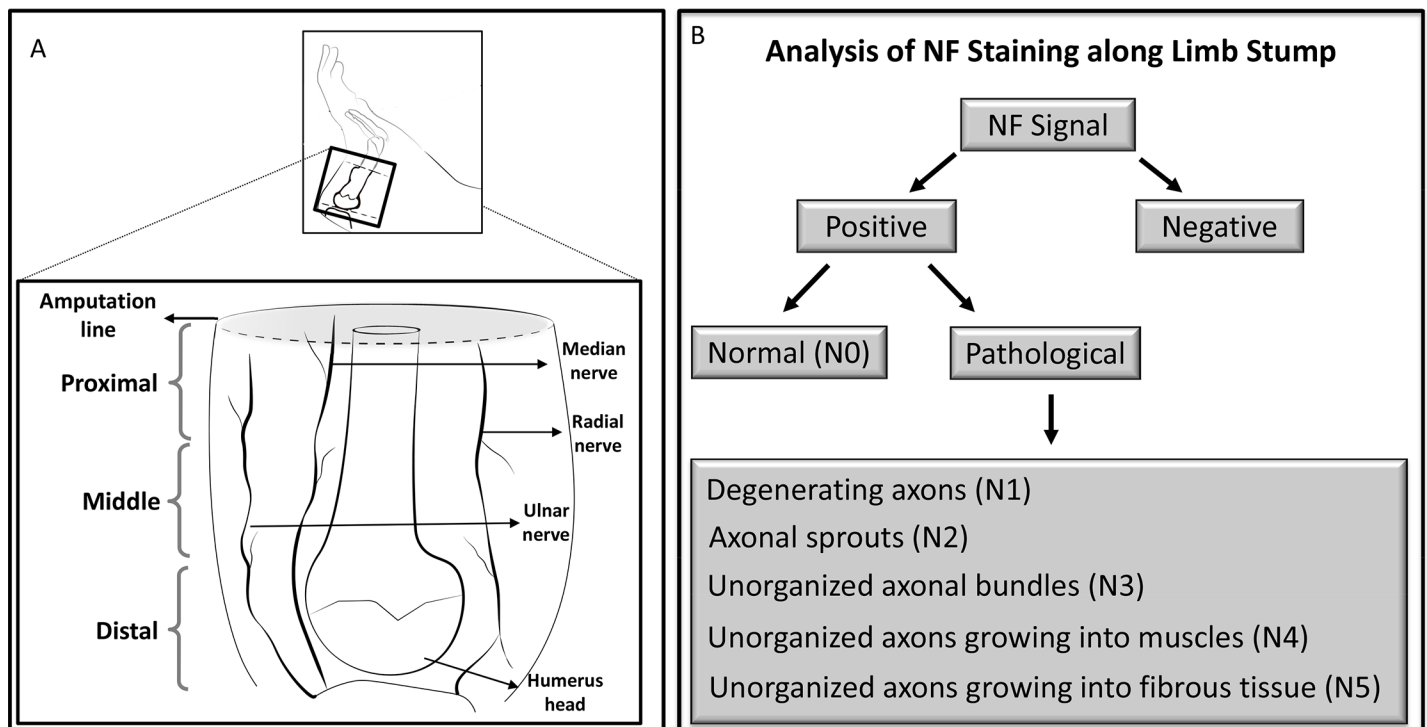 A
Amputation
line
Proximal
Middle
Distal
Median
nerve
Radial
nerve
Ulnar
nerve
Humerus
head
B
Analysis of NF Staining along Limb Stump
NF Signal
Positive
Negative
Normal (N0)
Pathological
Degenerating axons (N1)
Axonal sprouts (N2)
Unorganized axonal bundles (N3)
Unorganized axons growing into muscles (N4)
Unorganized axons growing into fibrous tissue (N5)